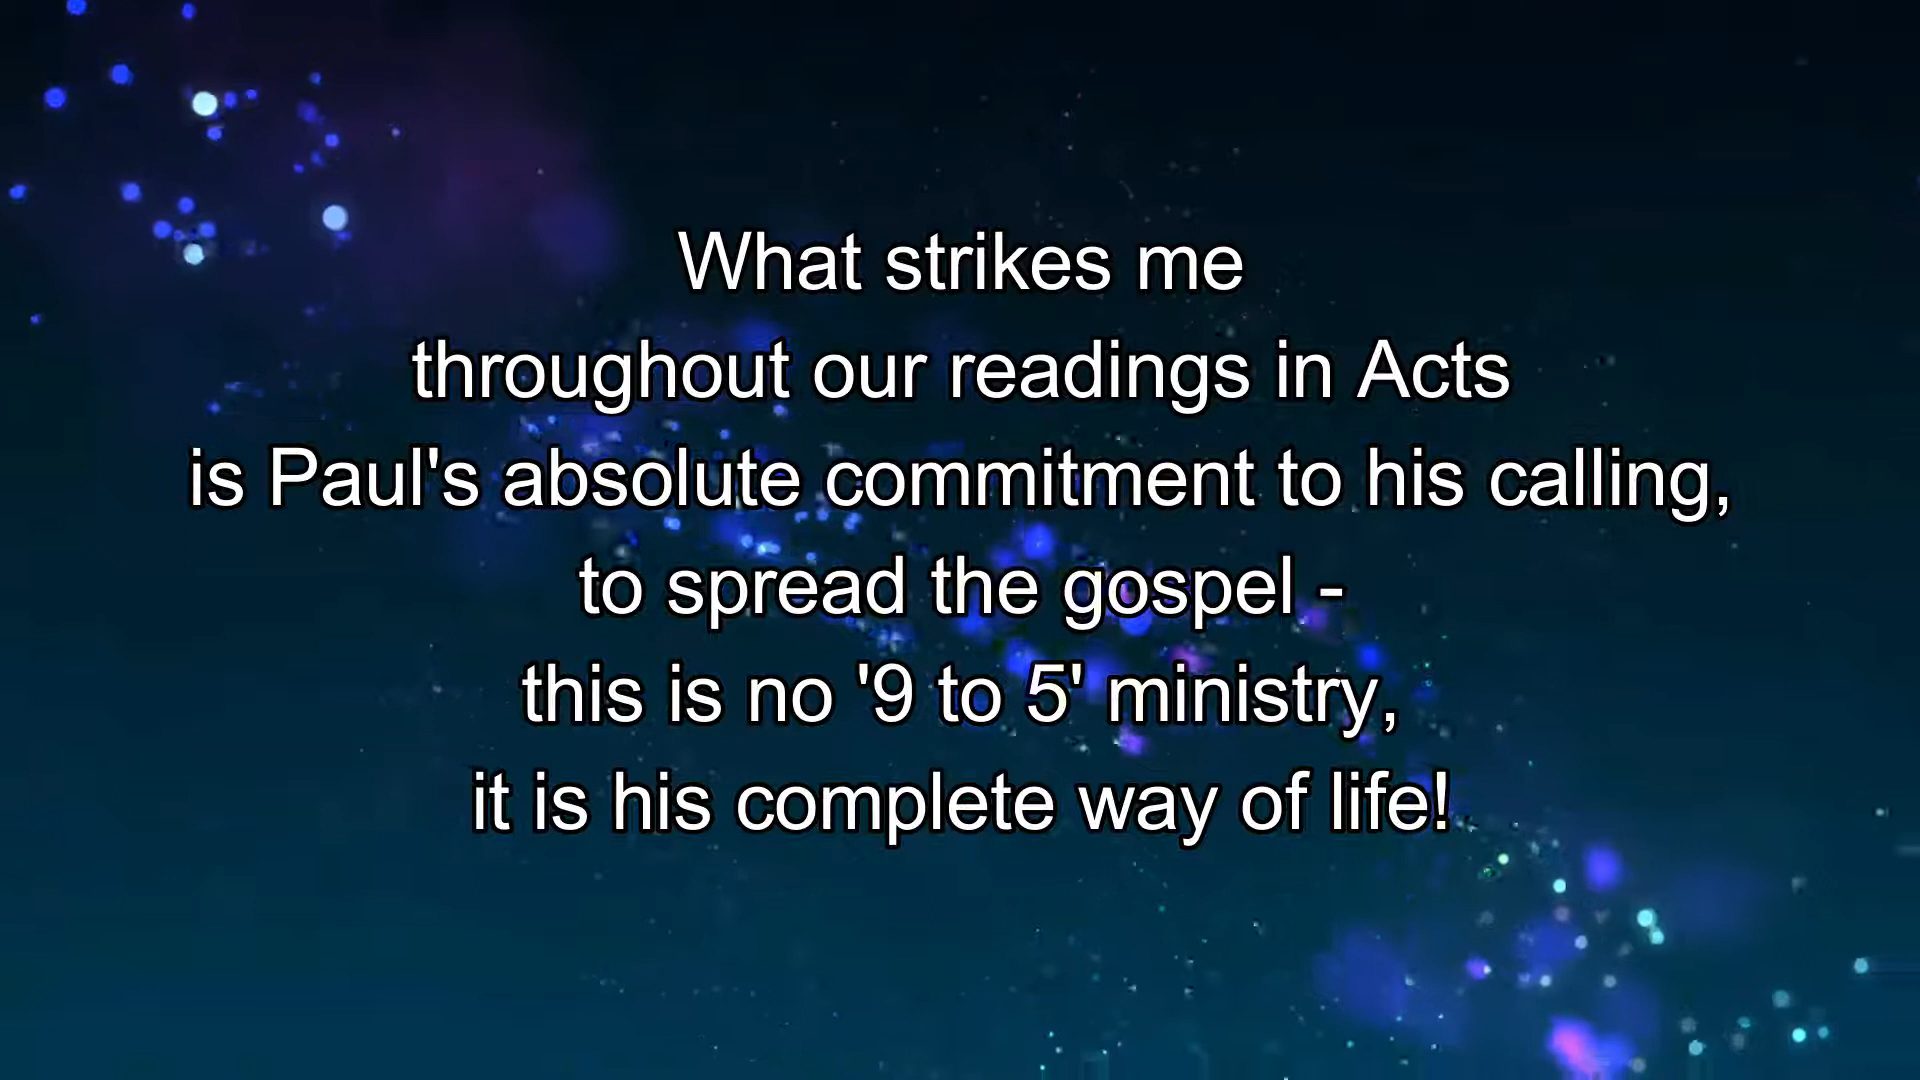 What strikes me
throughout our readings in Acts
is Paul's absolute commitment to his calling,
to spread the gospel -
this is no '9 to 5' ministry,
it is his complete way of life!